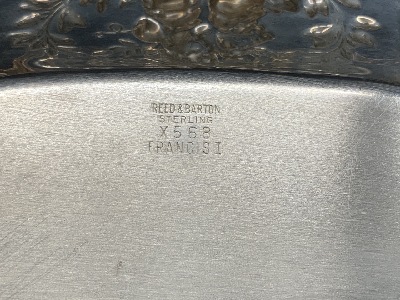 REED & BARTON
STERLING
X568
FRANCIS I